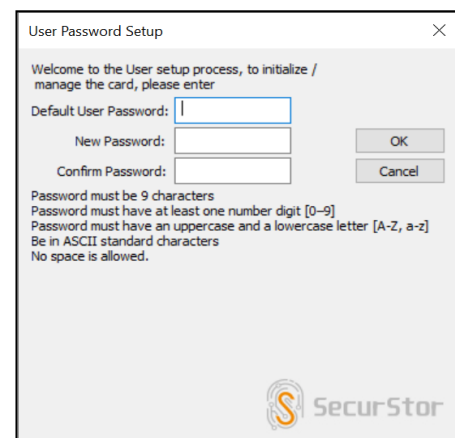 User Password Setup
Welcome to the User setup process, to initialize /
manage the card, please enter
Default User Password:
New Password:
OK
Confirm Password:
Cancel
Password must be 9 characters
Password must have at least one number digit [0–9]
Password must have an uppercase and a lowercase letter [A-Z, a-z]
Be in ASCII standard characters
No space is allowed.
SecurStor